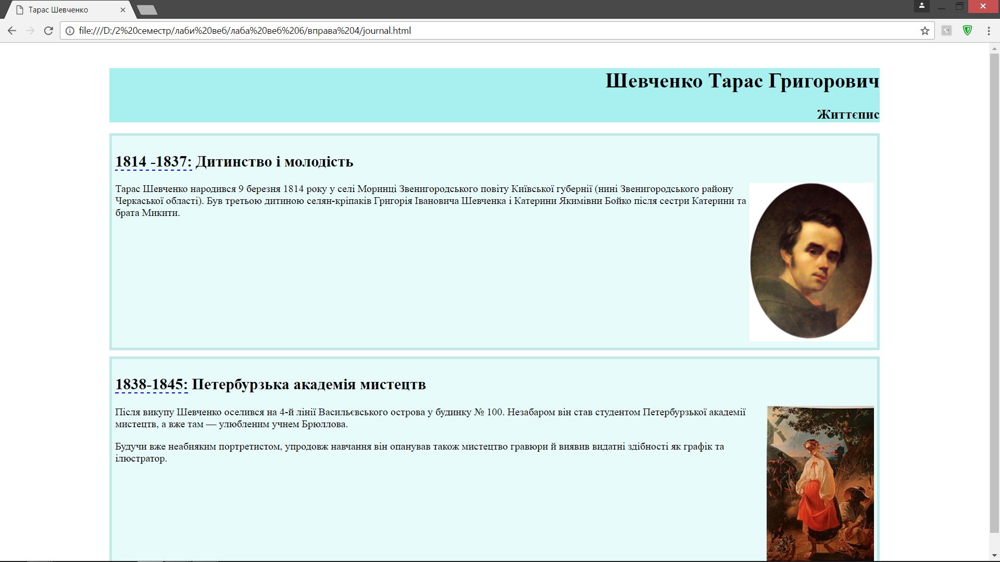 Тарас Шевченко
file:///D:/2%20семестр/лаби%20веб/лаба%20веб%206/вправа%204/journal.html
Шевченко Тарас Григорович
Життєпис
1814 -1837: Дитинство і молодість
Тарас Шевченко народився 9 березня 1814 року у селі Моринці Звенигородського повіту Київської губернії (нині Звенигородського району
Черкаської області). Був третьою дитиною селян-кріпаків Григорія Івановича Шевченка і Катерини Якимівни Бойко після сестри Катерини та
брата Микити.
1838-1845: Петербурзька академія мистецтв
Після викупу Шевченко оселився на 4-й лінії Васильєвського острова у будинку № 100. Незабаром він став студентом Петербурзької академії
мистецтв, а вже там — улюбленим учнем Брюллова.
Будучи вже неабияким портретистом, упродовж навчання він опанував також мистецтво гравюри й виявив видатні здібності як графік та
ілюстратор.